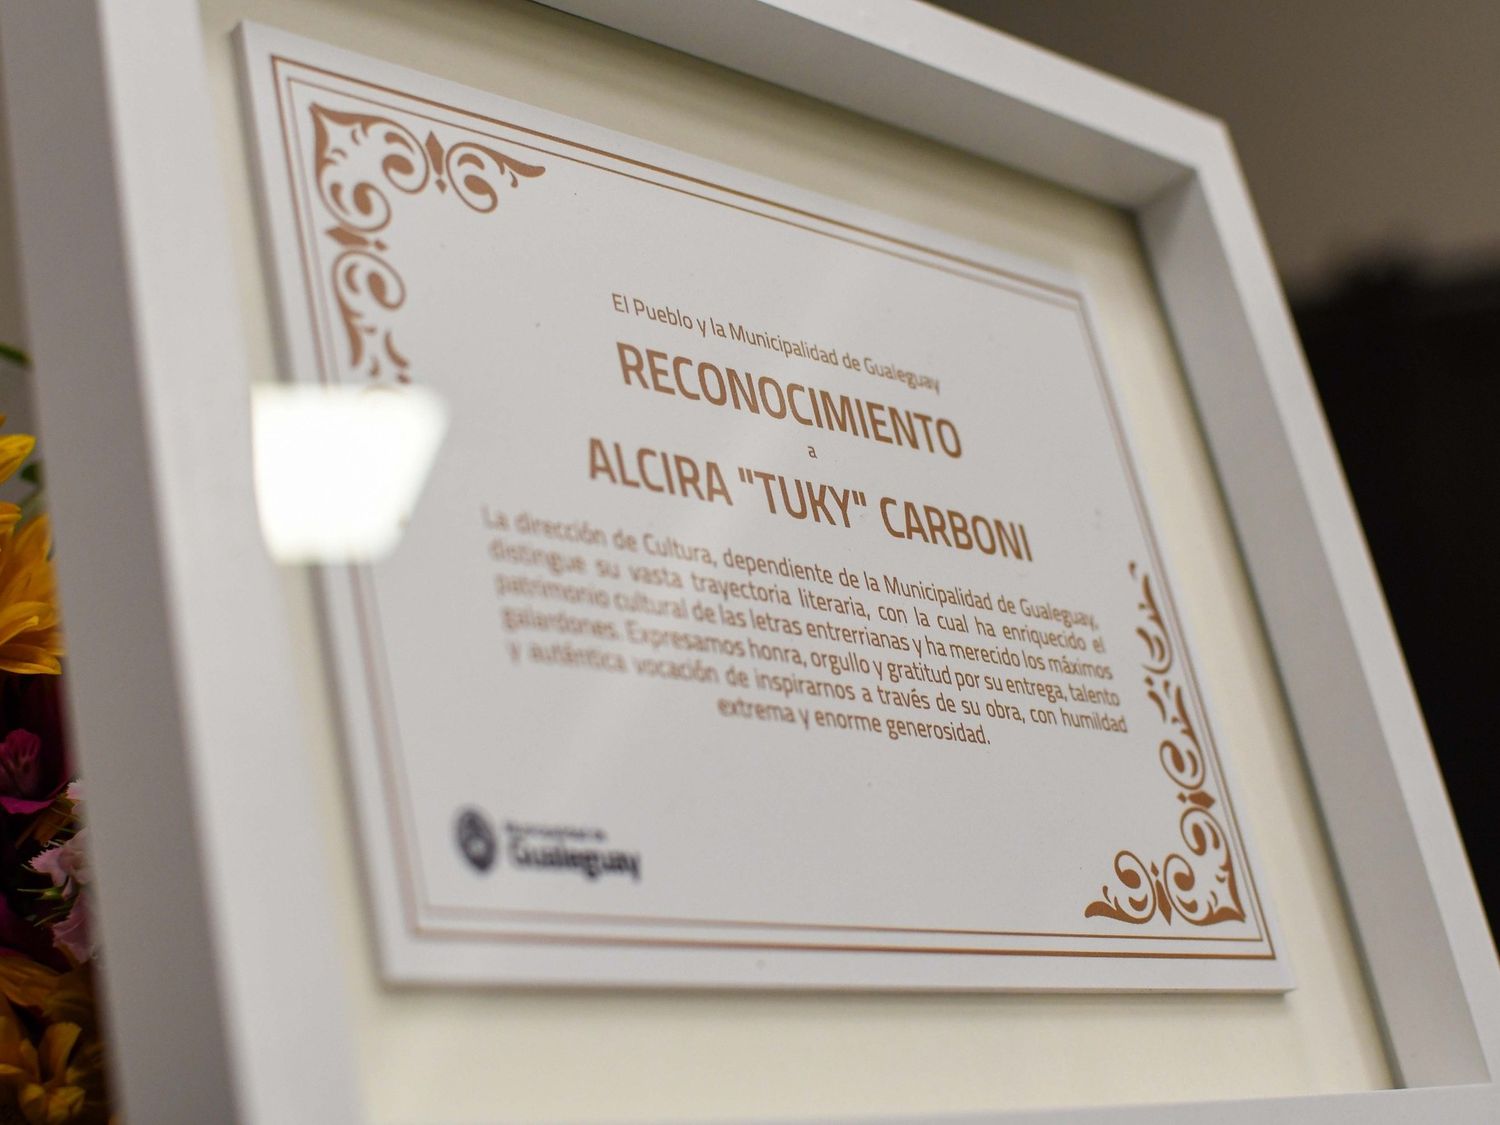 El Pueblo y la Municipalidad de Gualeguay
RECONOCIMIENTO
a
ALCIRA "TUKY" CARBONI
La dirección de Cultura, dependiente de la Municipalidad de Gualeguay,
distingue su vasta trayectoria literaria, con la cual ha enriquecido el
patrimonio cultural de las letras entrerrianas y ha merecido los máximos
galardones. Expresamos honra, orgullo y gratitud por su entrega, talento
y auténtica vocación de inspirarnos a través de su obra, con humildad
extrema y enorme generosidad.
Municipalidad de
Gualeguay